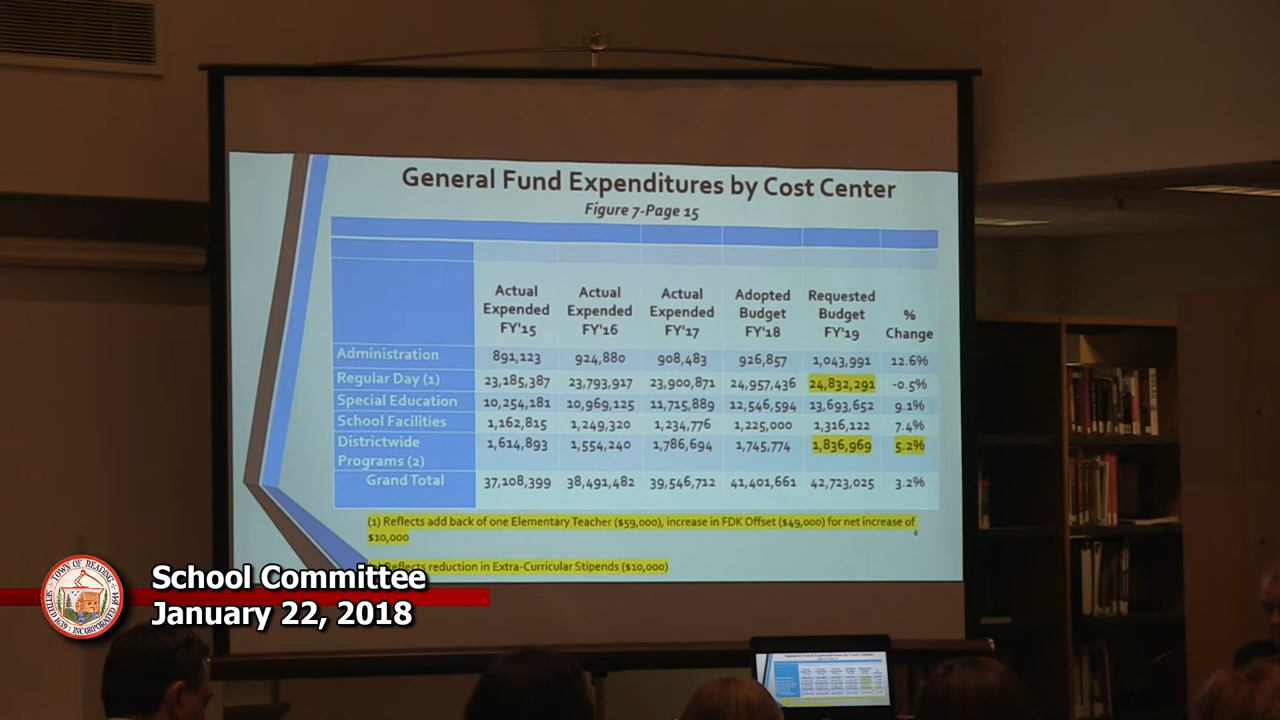 General Fund Expenditures by Cost Center
Figure 7-Page 15
Actual Expended FY'15 Actual Expended FY'16 Actual Expended FY'17 Adopted Budget FY'18 Requested Budget FY'19 % Change
Administration 891,123 924,880 908,483 926,857 1,043,991 12.6%
Regular Day (1) 23,185,387 23,793,917 23,900,871 24,957,436 24,832,291 -0.5%
Special Education 10,254,181 10,969,125 11,715,889 12,546,594 13,693,652 9.1%
School Facilities 1,162,815 1,249,320 1,234,776 1,225,000 1,316,122 7.4%
Districtwide Programs (2) 1,614,893 1,554,240 1,786,694 1,745,774 1,836,969 5.2%
Grand Total 37,108,399 38,491,482 39,546,712 41,401,661 42,723,025 3.2%
(1) Reflects add back of one Elementary Teacher ($59,000), increase in FDK Offset ($49,000) for net increase of
$10,000
6
Reflects reduction in Extra-Curricular Stipends ($10,000)
School Committee
January 22, 2018
TOWN OF READING
SETTLED 1639 · INCORPORATED 1644